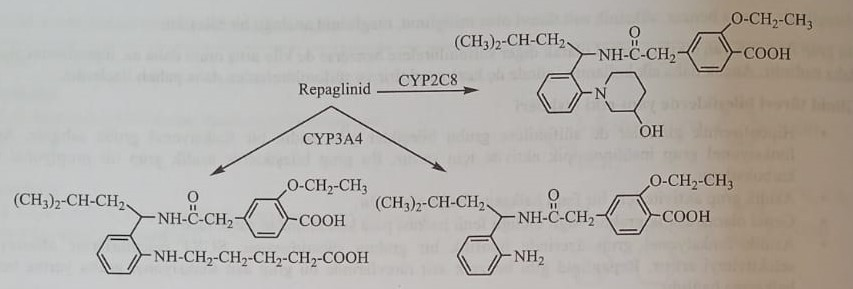 O-CH₂-CH₃
(CH₃)₂-CH-CH₂
O
NH-C-CH₂
COOH
Repaglinid
CYP2C8
N
OH
CYP3A4
O-CH₂-CH₃
(CH₃)₂-CH-CH₂
O
NH-C-CH₂
COOH
NH-CH₂-CH₂-CH₂-CH₂-COOH
O-CH₂-CH₃
(CH₃)₂-CH-CH₂
O
NH-C-CH₂
COOH
NH₂